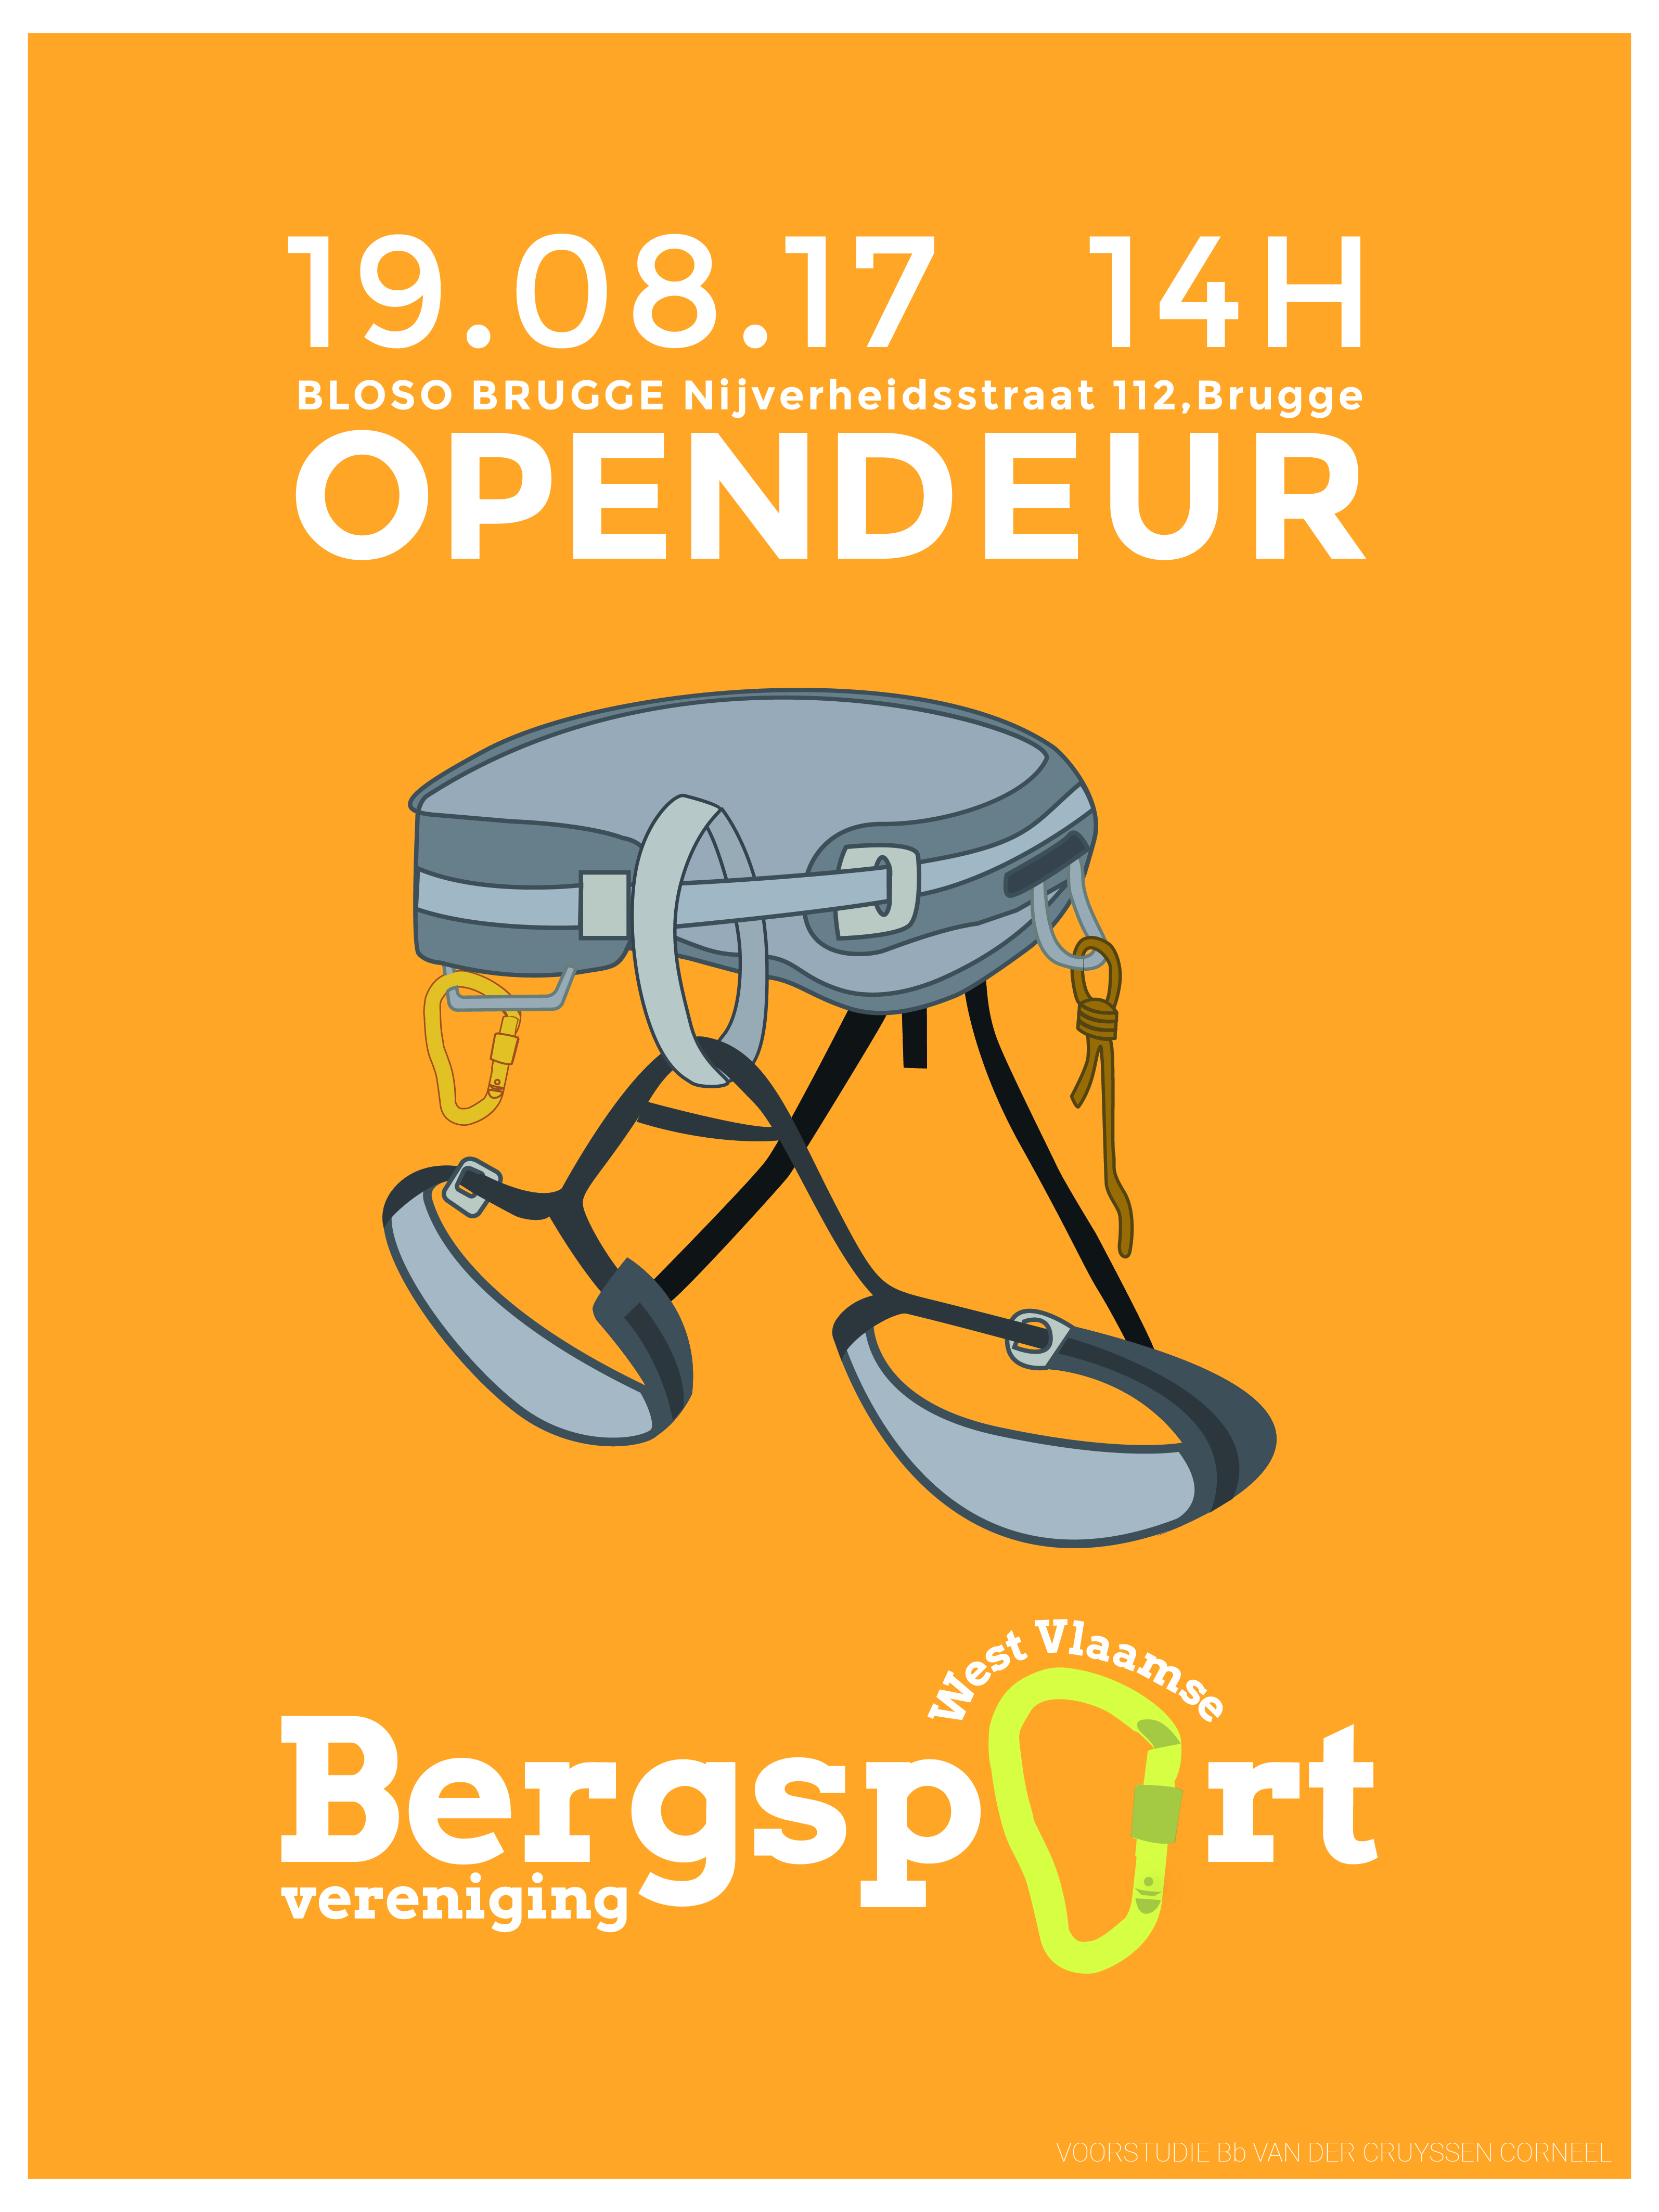 19.08.17 14H
BLOSO BRUGGE Nijverheidsstraat 112,Brugge
OPENDEUR
West Vlaamse
Bergsport
vereniging
VOORSTUDIE Bb VAN DER CRUYSSEN CORNEEL